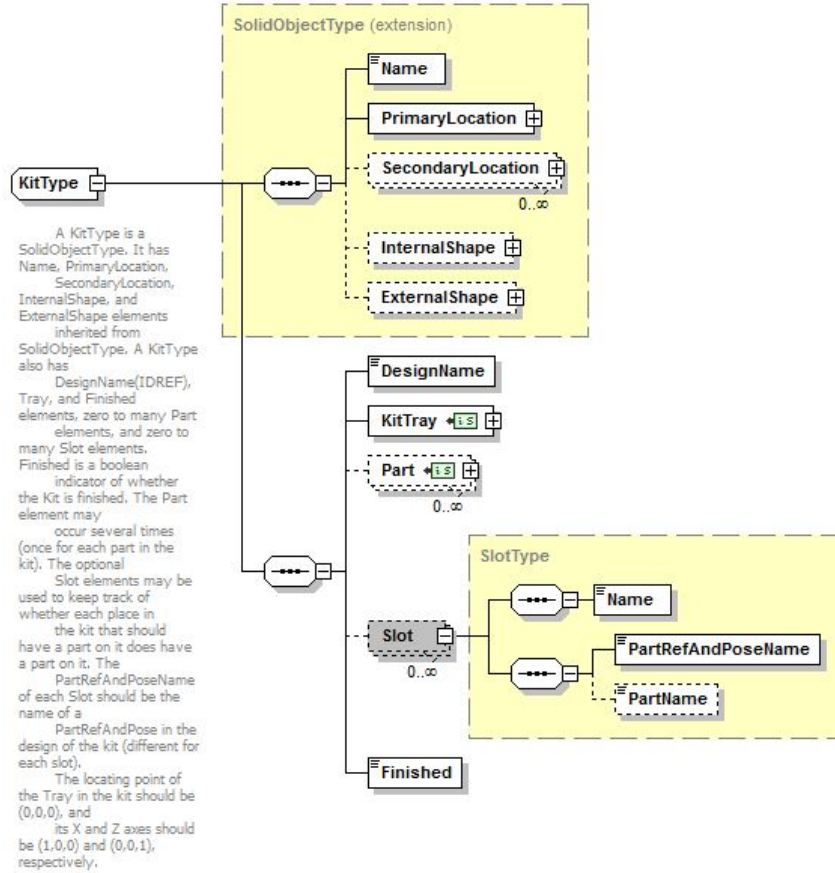 SolidObjectType (extension)
Name
PrimaryLocation
SecondaryLocation
0..∞
InternalShape
ExternalShape
KitType
A KitType is a
SolidObjectType. It has
Name, PrimaryLocation,
SecondaryLocation,
InternalShape, and
ExternalShape elements
inherited from
SolidObjectType. A KitType
also has
DesignName(IDREF),
Tray, and Finished
elements, zero to many Part
elements, and zero to
many Slot elements.
Finished is a boolean
indicator of whether
the Kit is finished. The Part
element may
occur several times
(once for each part in the
kit). The optional
Slot elements may be
used to keep track of
whether each place in
the kit that should
have a part on it does have
a part on it. The
PartRefAndPoseName
of each Slot should be the
name of a
PartRefAndPose in the
design of the kit (different for
each slot).
The locating point of
the Tray in the kit should be
(0,0,0), and
its X and Z axes should
be (1,0,0) and (0,0,1),
respectively.
DesignName
KitTray is
Part is
0..∞
Slot
0..∞
SlotType
Name
PartRefAndPoseName
PartName
Finished